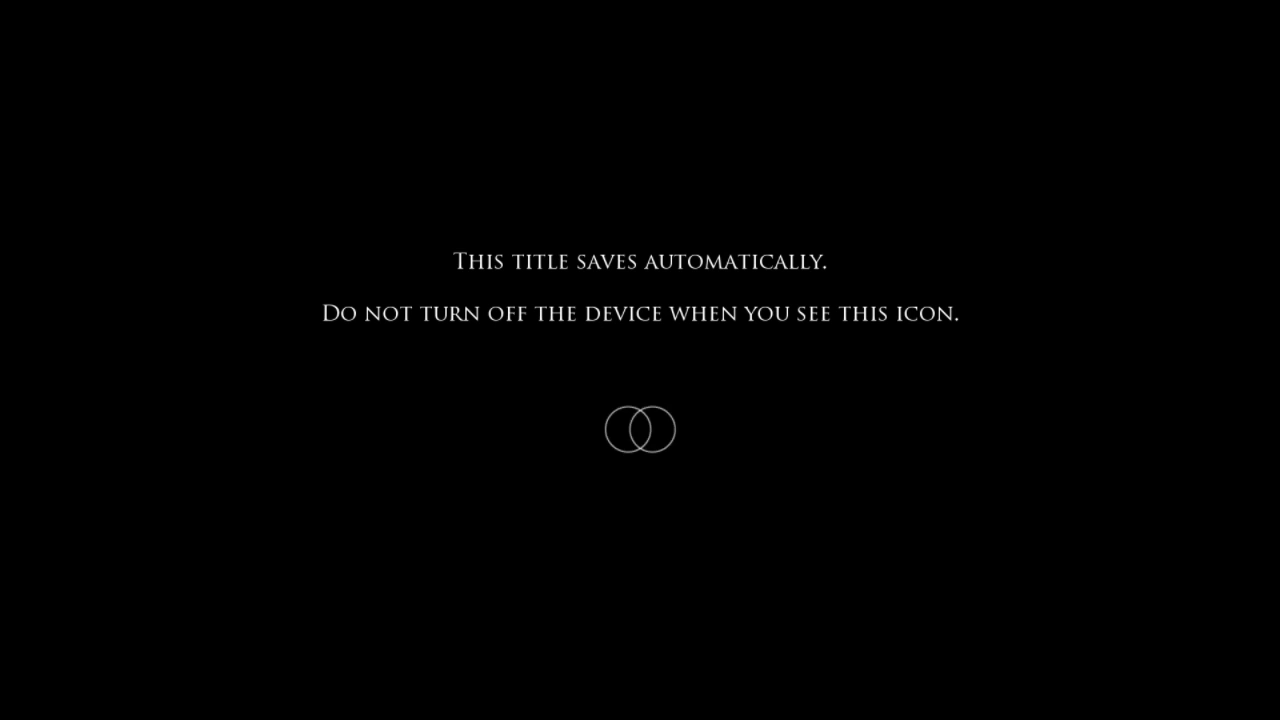 This title saves automatically.
Do not turn off the device when you see this icon.